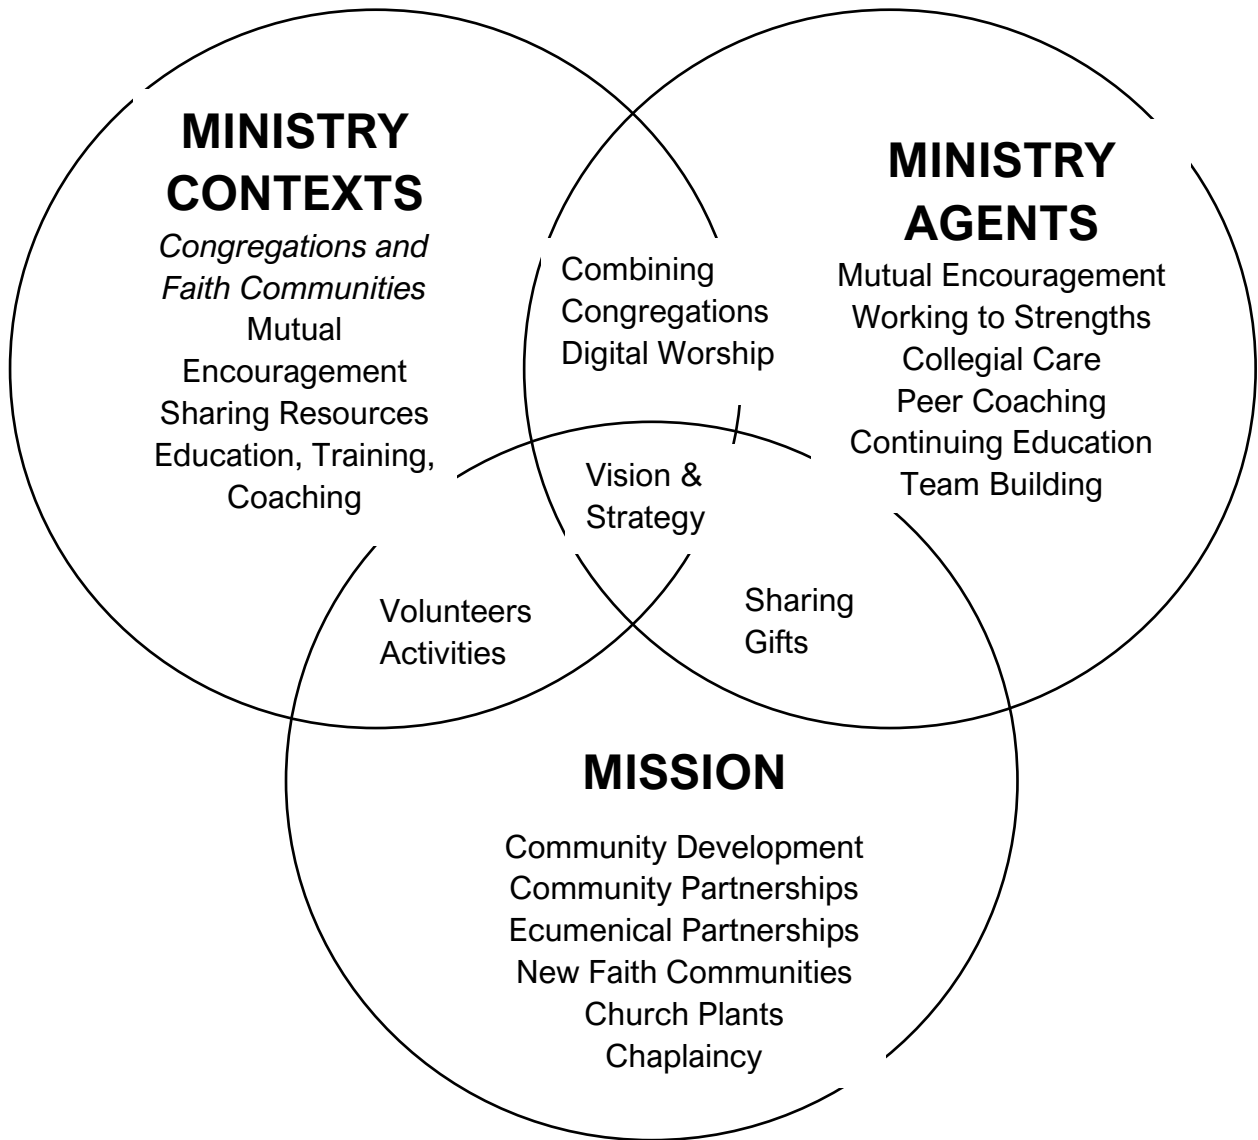 MINISTRY
CONTEXTS
Congregations and
Faith Communities
Mutual
Encouragement
Sharing Resources
Education, Training,
Coaching
Combining
Congregations
Digital Worship
MINISTRY
AGENTS
Mutual Encouragement
Working to Strengths
Collegial Care
Peer Coaching
Continuing Education
Team Building
Vision &
Strategy
Volunteers
Activities
Sharing
Gifts
MISSION
Community Development
Community Partnerships
Ecumenical Partnerships
New Faith Communities
Church Plants
Chaplaincy